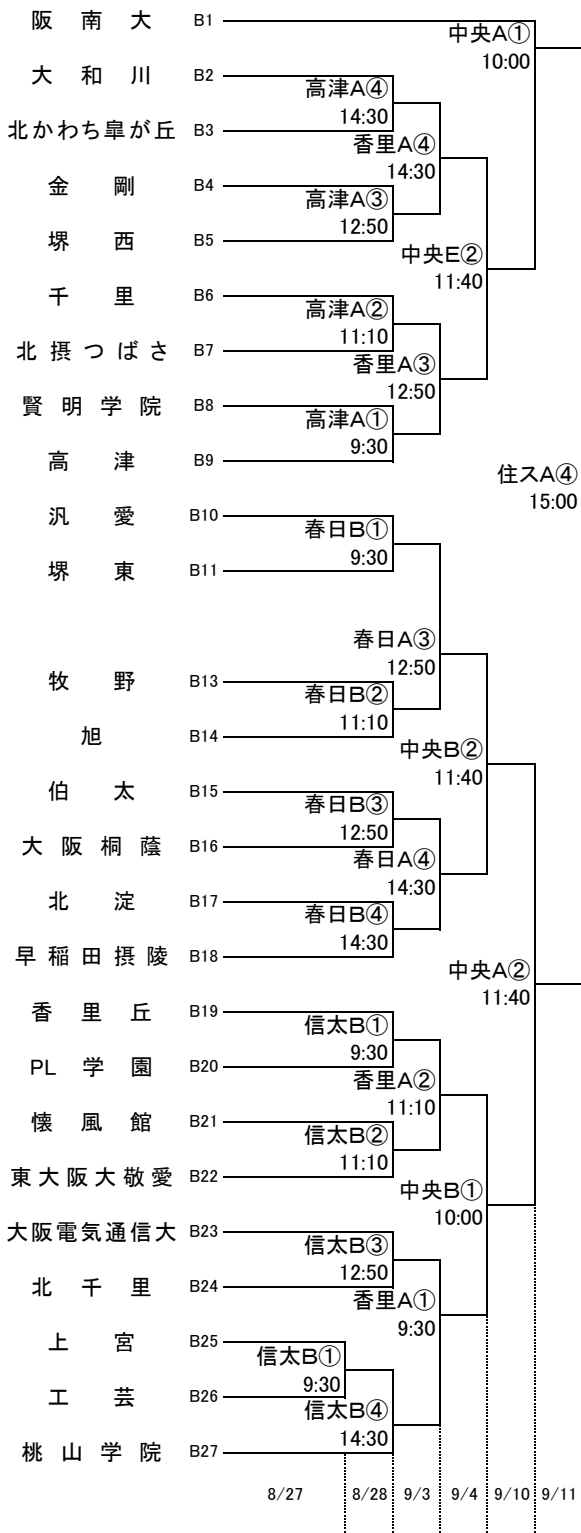 阪南大 B1
中央A①
10:00
大和川 B2
高津A④
14:30
北かわち皐が丘 B3
香里A④
14:30
金剛 B4
高津A③
12:50
堺西 B5
中央E②
11:40
千里 B6
高津A②
11:10
北摂つばさ B7
香里A③
12:50
賢明学院 B8
高津A①
9:30
高津 B9
住スA④
15:00
汎愛 B10
春日B①
9:30
堺東 B11
春日A③
12:50
牧野 B13
春日B②
11:10
旭 B14
中央B②
11:40
伯太 B15
春日B③
12:50
大阪桐蔭 B16
春日A④
14:30
北淀 B17
春日B④
14:30
早稲田摂陵 B18
中央A②
11:40
香里丘 B19
信太B①
9:30
PL学園 B20
香里A②
11:10
懐風館 B21
信太B②
11:10
東大阪大敬愛 B22
中央B①
10:00
大阪電気通信大 B23
信太B③
12:50
北千里 B24
香里A①
9:30
上宮 B25
信太B①
9:30
工芸 B26
信太B④
14:30
桃山学院 B27
8/27 8/28 9/3 9/4 9/10 9/11